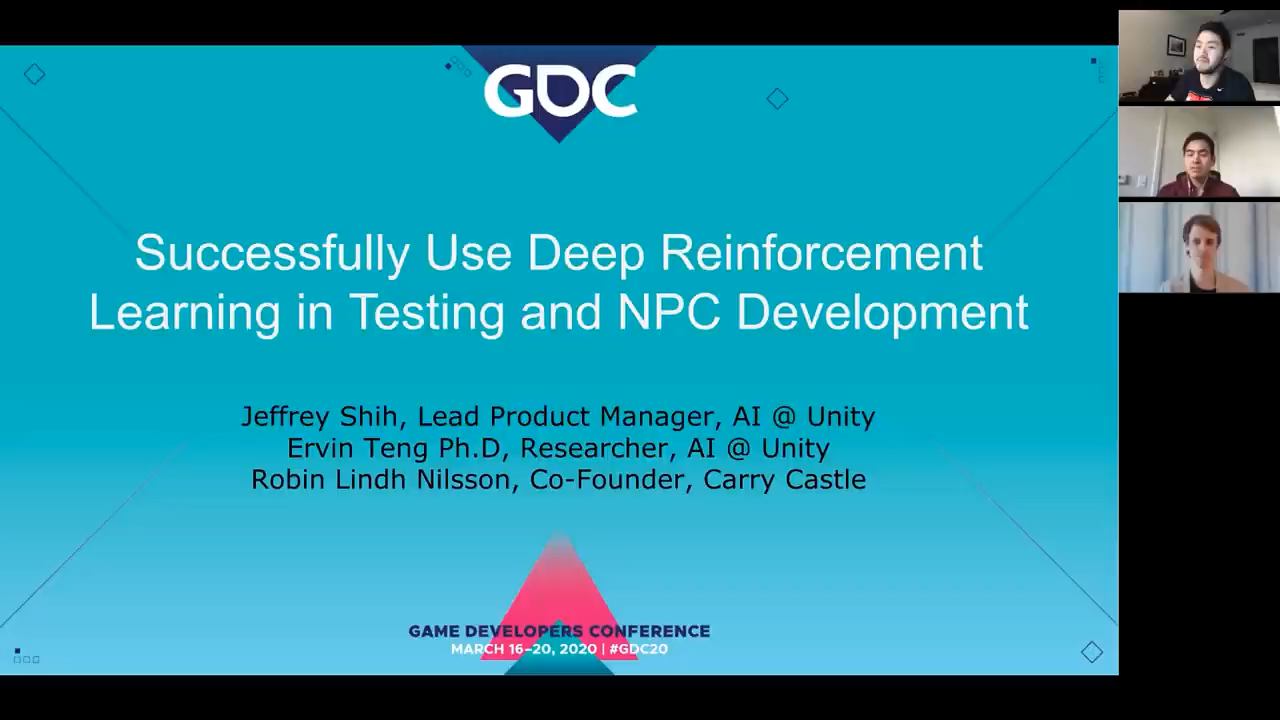 GDC
Successfully Use Deep Reinforcement
Learning in Testing and NPC Development
Jeffrey Shih, Lead Product Manager, AI @ Unity
Ervin Teng Ph.D, Researcher, AI @ Unity
Robin Lindh Nilsson, Co-Founder, Carry Castle
GAME DEVELOPERS CONFERENCE
MARCH 16-20, 2020 | #GDC20